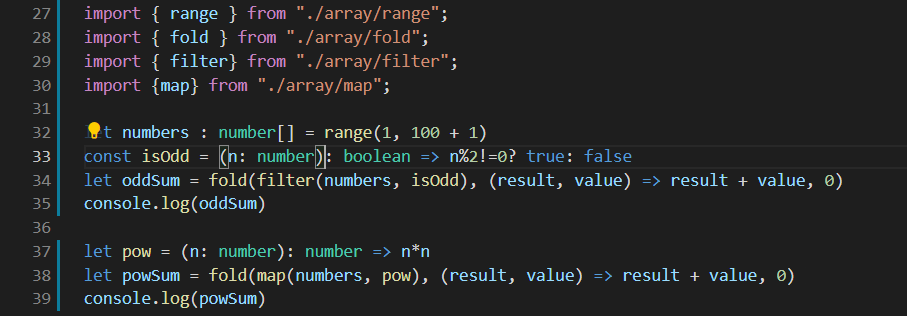 27 import { range } from "./array/range";
28 import { fold } from "./array/fold";
29 import { filter} from "./array/filter";
30 import {map} from "./array/map";
31
32 let numbers : number[] = range(1, 100 + 1)
33 const isOdd = (n: number): boolean => n%2!=0? true: false
34 let oddSum = fold(filter(numbers, isOdd), (result, value) => result + value, 0)
35 console.log(oddSum)
36
37 let pow = (n: number): number => n*n
38 let powSum = fold(map(numbers, pow), (result, value) => result + value, 0)
39 console.log(powSum)